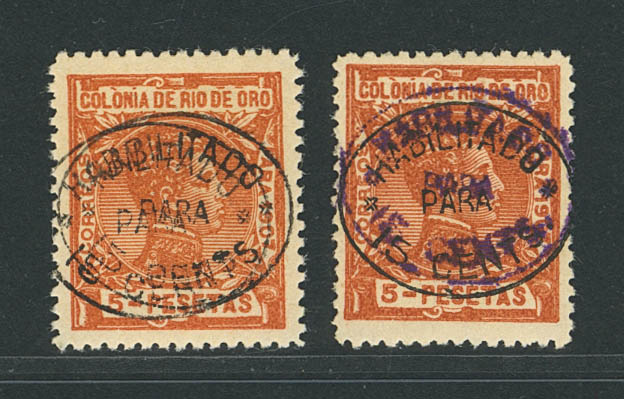 COLONIA DE RIO DE ORO
HABILITADO
PARA
15 CENTS
5-PESETAS
COLONIA DE RIO DE ORO
HABILITADO
PARA
PARA
15 CENTS.
5-PESETAS